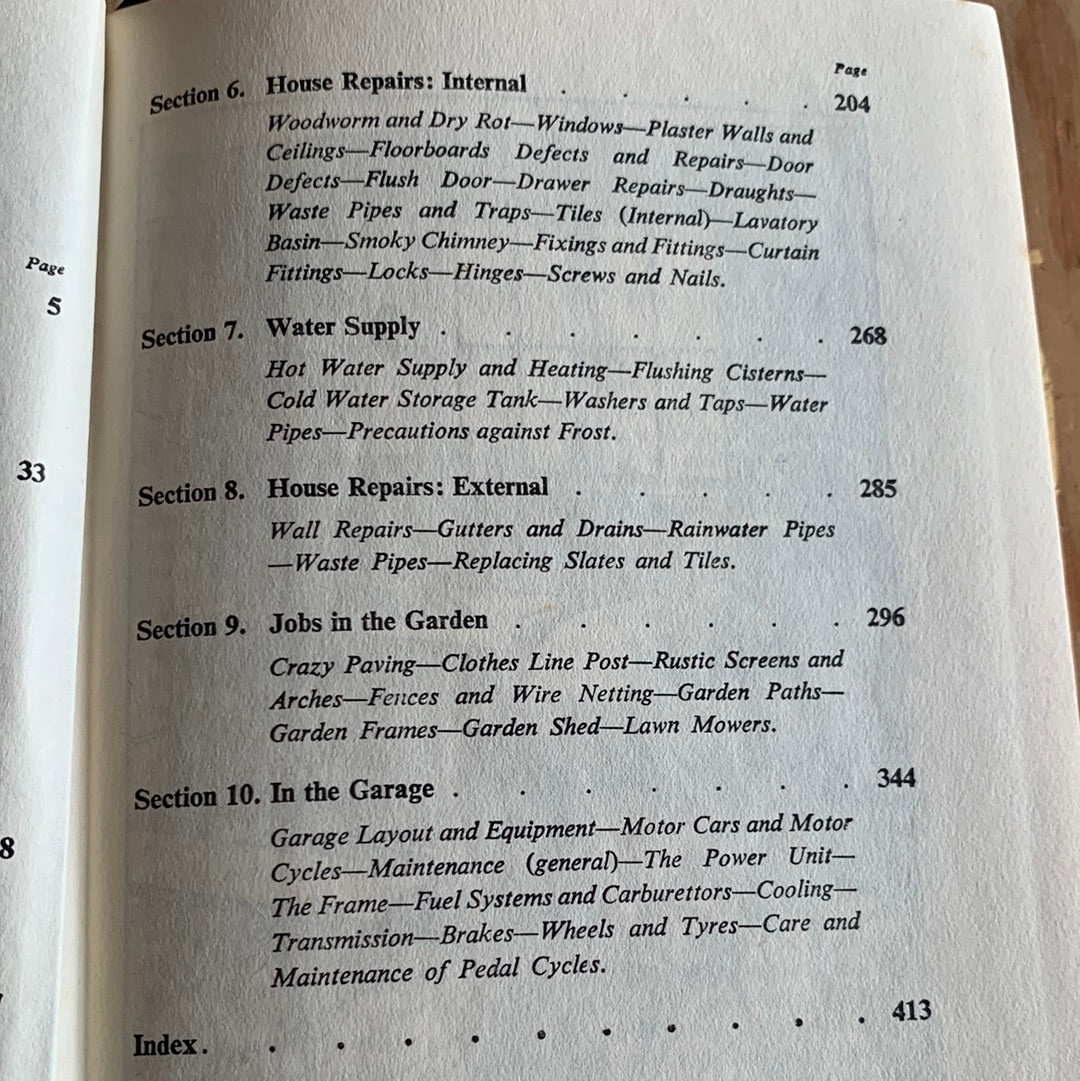 Page
5
33
8
Page
Section 6. House Repairs: Internal . . . . . 204
Woodworm and Dry Rot—Windows—Plaster Walls and
Ceilings—Floorboards Defects and Repairs—Door
Defects—Flush Door—Drawer Repairs—Draughts—
Waste Pipes and Traps—Tiles (Internal)—Lavatory
Basin—Smoky Chimney—Fixings and Fittings—Curtain
Fittings—Locks—Hinges—Screws and Nails.
Section 7. Water Supply . . . . . . . 268
Hot Water Supply and Heating—Flushing Cisterns—
Cold Water Storage Tank—Washers and Taps—Water
Pipes—Precautions against Frost.
Section 8. House Repairs: External . . . . . 285
Wall Repairs—Gutters and Drains—Rainwater Pipes
—Waste Pipes—Replacing Slates and Tiles.
Section 9. Jobs in the Garden . . . . . . 296
Crazy Paving—Clothes Line Post—Rustic Screens and
Arches—Fences and Wire Netting—Garden Paths—
Garden Frames—Garden Shed—Lawn Mowers.
Section 10. In the Garage . . . . . . . 344
Garage Layout and Equipment—Motor Cars and Motor
Cycles—Maintenance (general)—The Power Unit—
The Frame—Fuel Systems and Carburettors—Cooling—
Transmission—Brakes—Wheels and Tyres—Care and
Maintenance of Pedal Cycles.
Index . . . . . . . . . . . 413